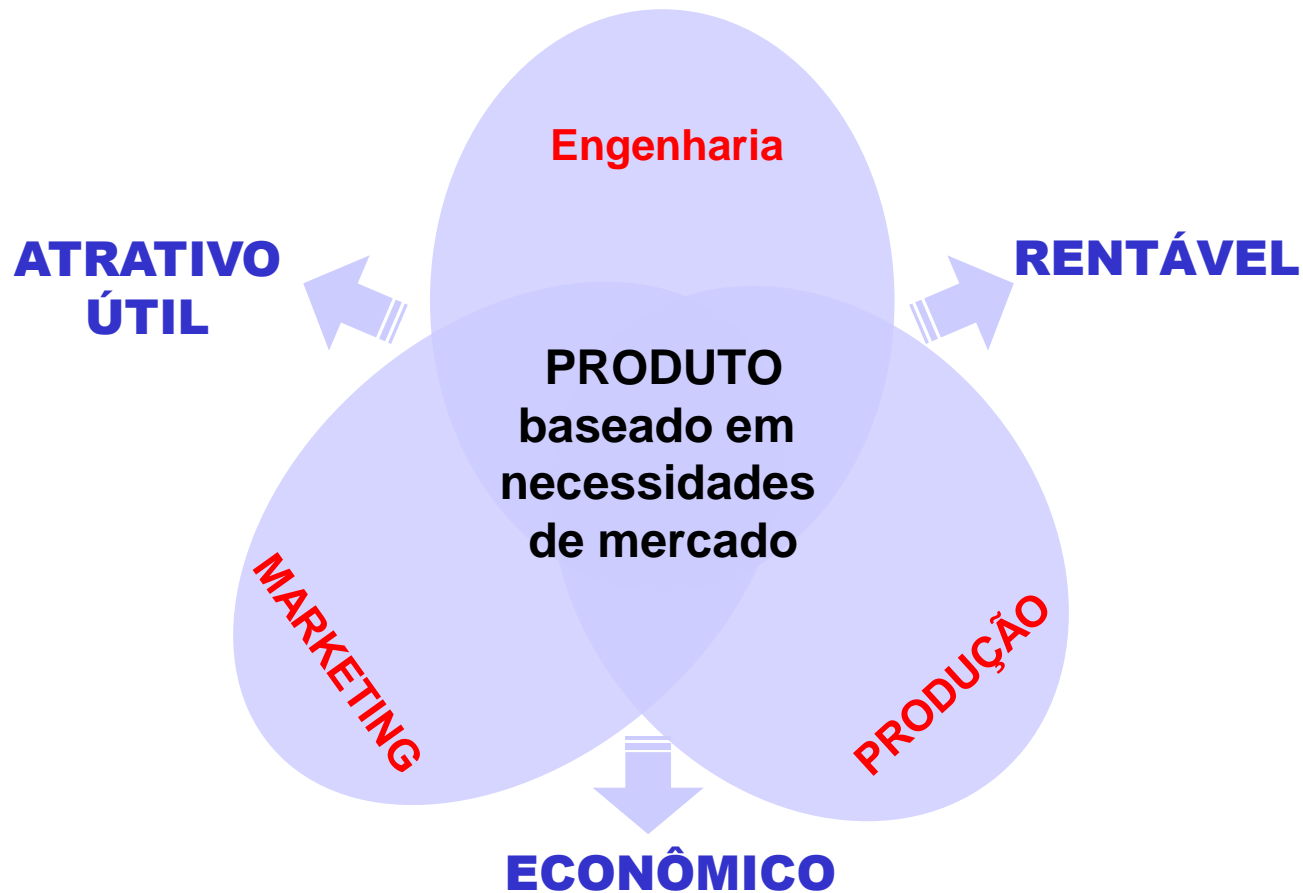 Engenharia
ATRATIVO
ÚTIL
RENTÁVEL
PRODUTO
baseado em
necessidades
de mercado
MARKETING
PRODUÇÃO
ECONÔMICO